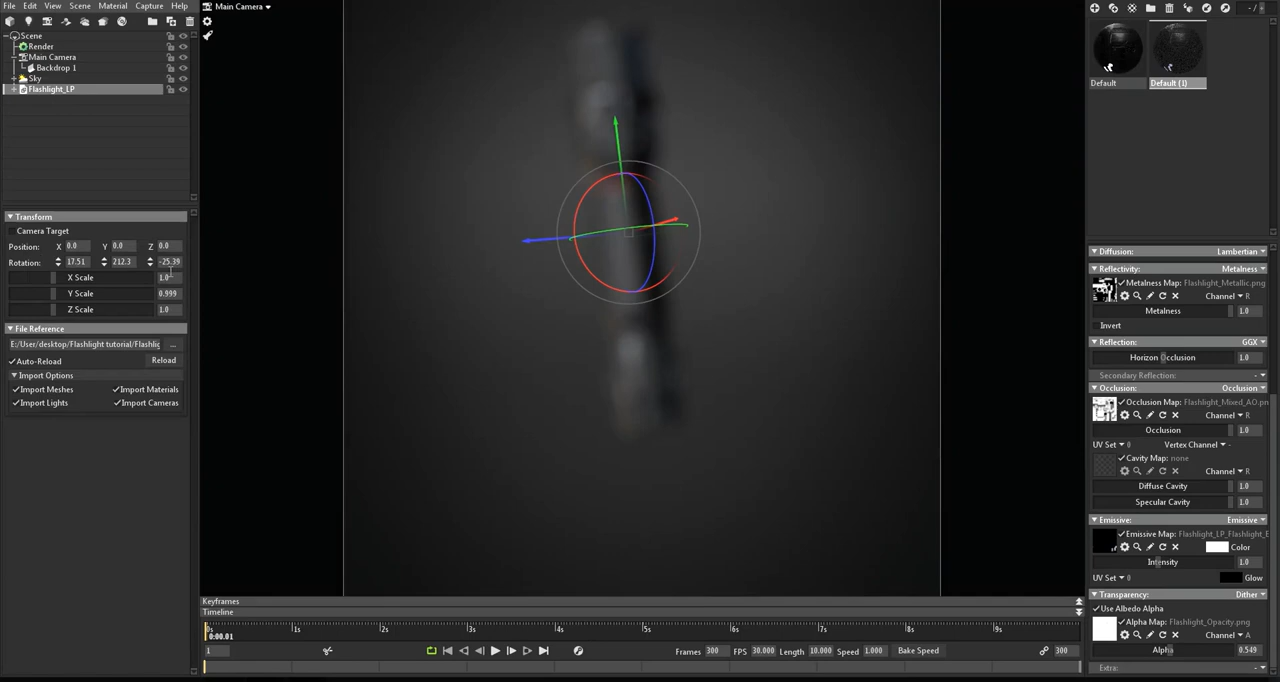 File Edit View Scene Material Capture Help
Main Camera
- /
Scene
Render
Main Camera
Backdrop 1
Sky
Flashlight_LP
Default
Default (1)
Transform
Camera Target
Position: X 0.0 Y 0.0 Z 0.0
Rotation: 17.51 212.3 -25.39
X Scale 1.0
Y Scale 0.999
Z Scale 1.0
File Reference
E:/User/desktop/Flashlight tutorial/Flashlig ...
Auto-Reload Reload
Import Options
Import Meshes Import Materials
Import Lights Import Cameras
Diffusion: Lambertian
Reflectivity: Metalness
Metalness Map: Flashlight_Metallic.png
Channel R
Metalness 1.0
Invert
Reflection: GGX
Horizon Occlusion 1.0
Secondary Reflection: -
Occlusion: Occlusion
Occlusion Map: Flashlight_Mixed_AO.pn
Channel R
Occlusion 1.0
UV Set 0 Vertex Channel -
Cavity Map: none
Channel R
Diffuse Cavity 1.0
Specular Cavity 1.0
Emissive: Emissive
Emissive Map: Flashlight_LP_Flashlight_E
Color
Intensity 1.0
UV Set 0 Glow
Transparency: Dither
Use Albedo Alpha
Alpha Map: Flashlight_Opacity.png
Channel A
Alpha 0.549
Extra: -
Keyframes
Timeline
0s 1s 2s 3s 4s 5s 6s 7s 8s 9s
0:00.01
1 Frames 300 FPS 30.000 Length 10.000 Speed 1.000 Bake Speed 300